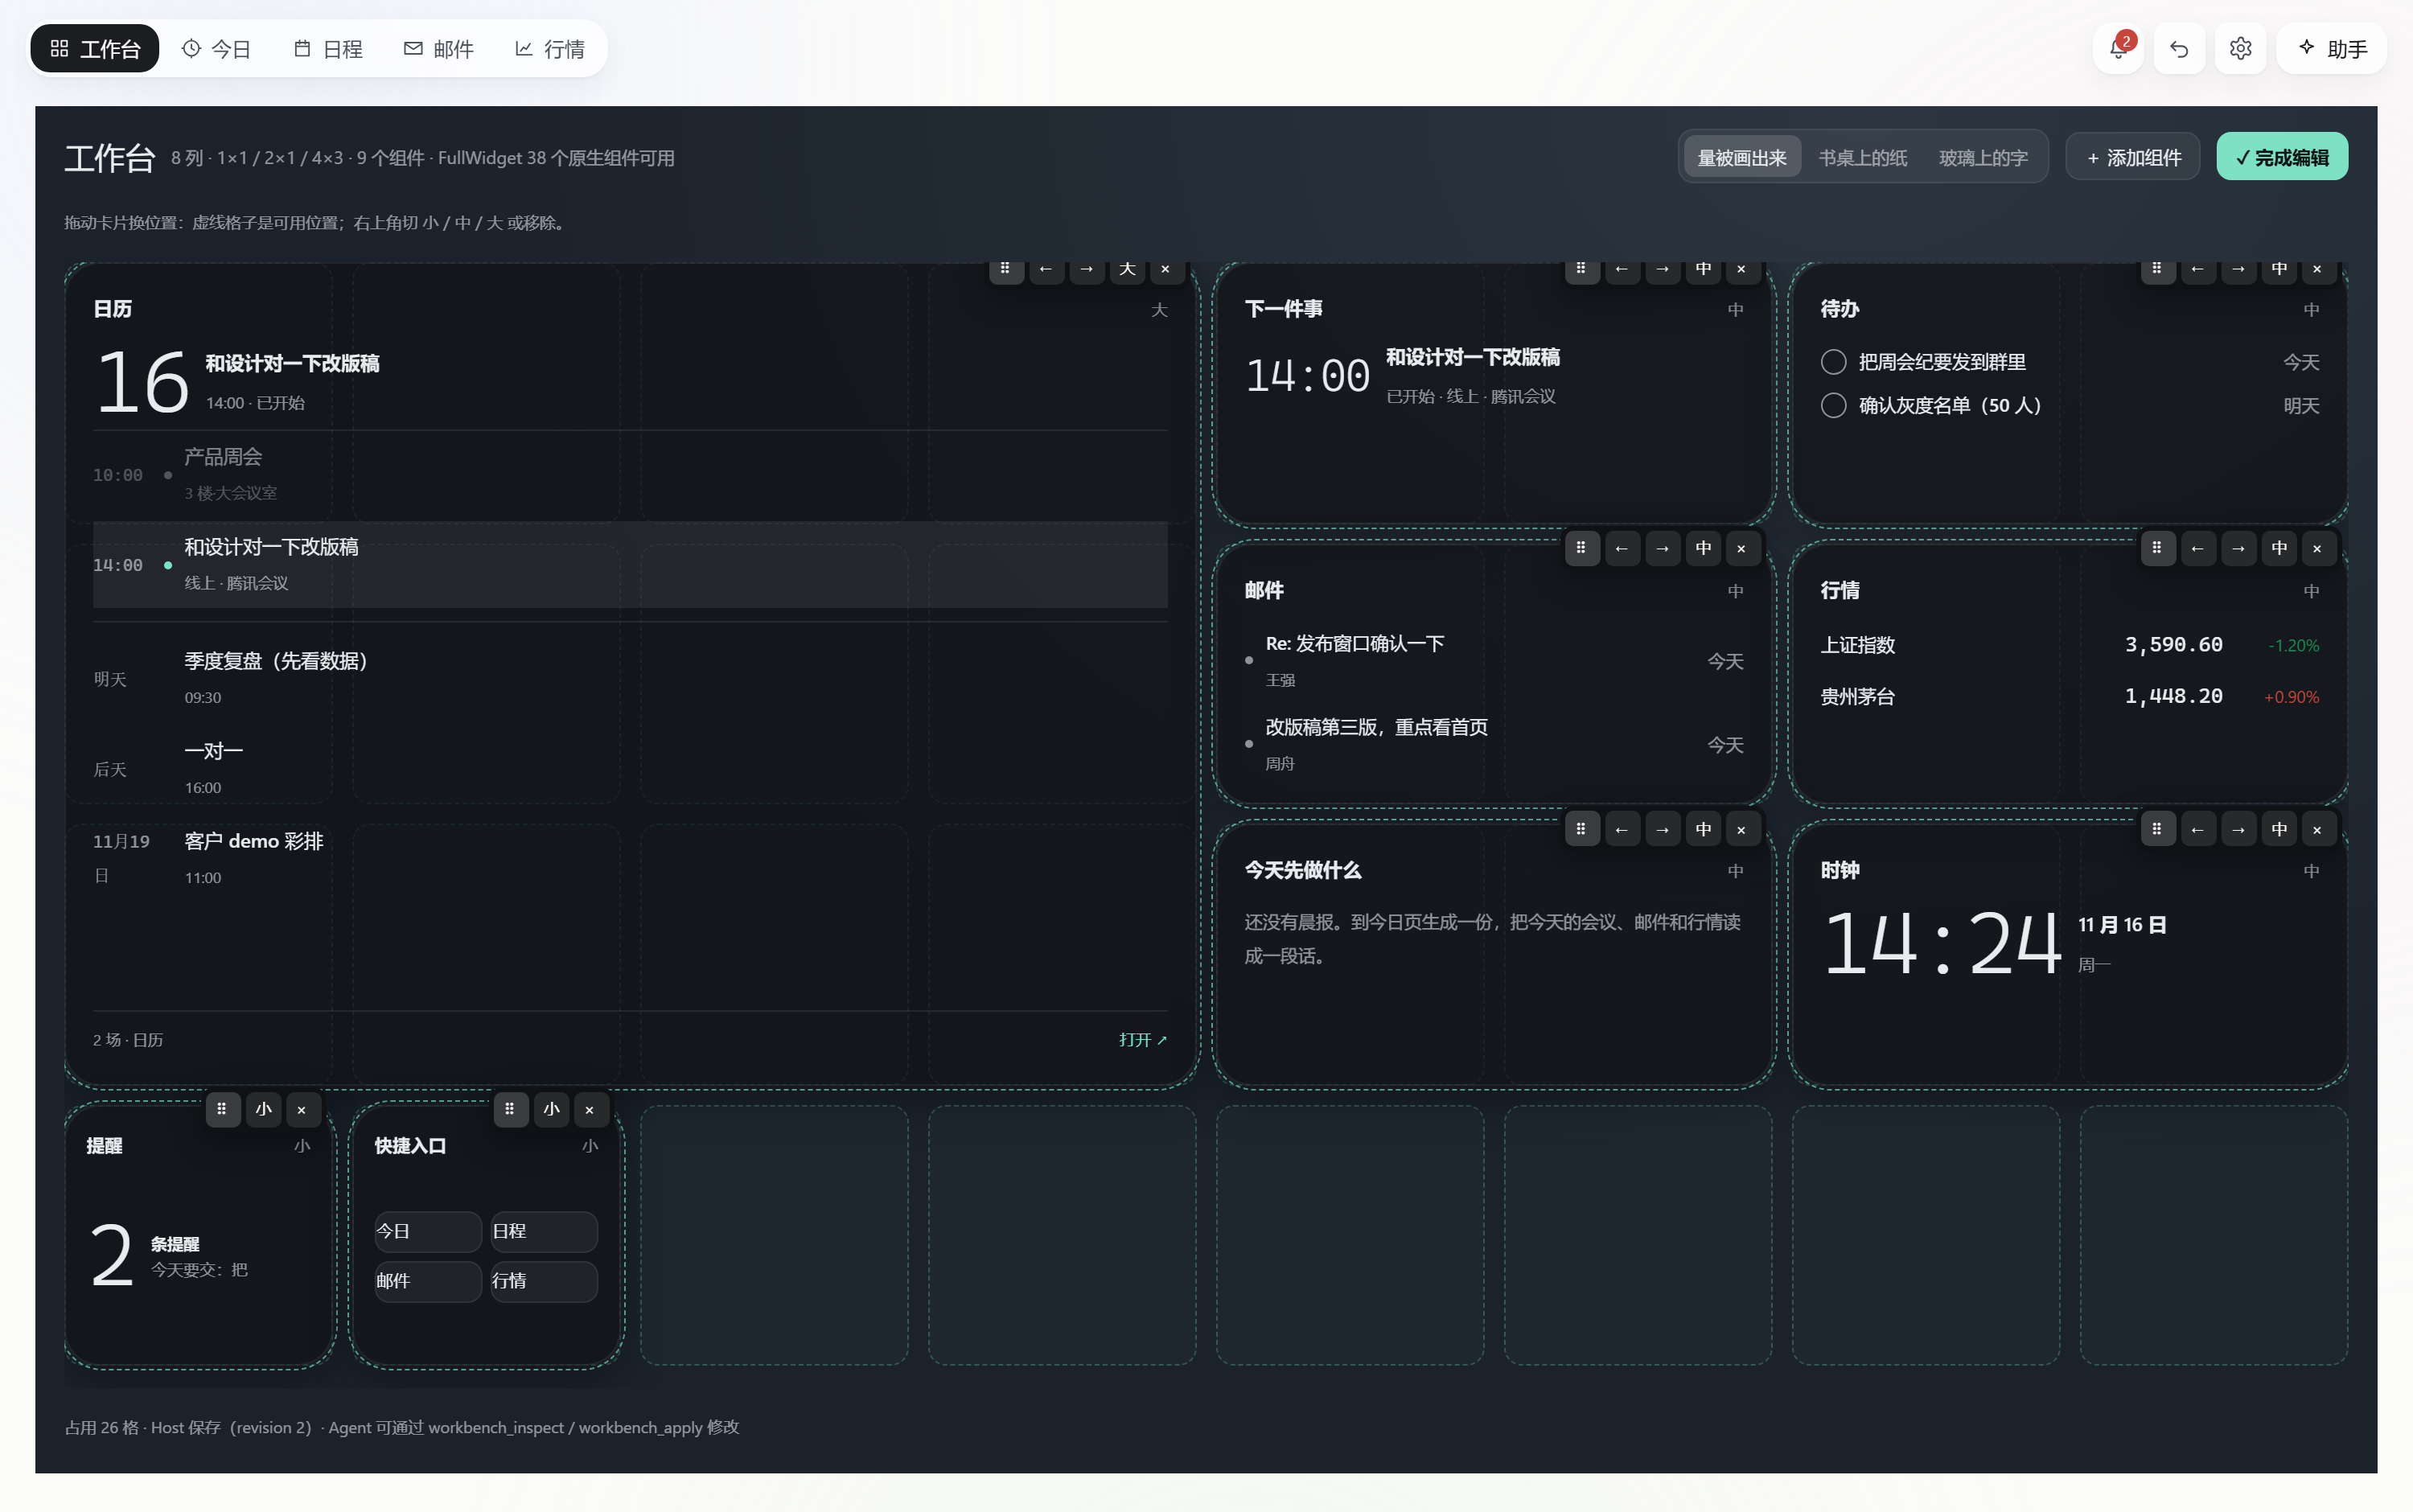 工作台
今日
日程
邮件
行情
2
助手
工作台
8 列 · 1×1 / 2×1 / 4×3 · 9 个组件 · FullWidget 38 个原生组件可用
量被画出来
书桌上的纸
玻璃上的字
+ 添加组件
✓ 完成编辑
拖动卡片换位置：虚线格子是可用位置；右上角切 小 / 中 / 大 或移除。
← → 大 ×
日历
大
16
和设计对一下改版稿
14:00 · 已开始
10:00
产品周会
3 楼·大会议室
14:00
和设计对一下改版稿
线上 · 腾讯会议
明天
季度复盘（先看数据）
09:30
后天
一对一
16:00
11月19
日
客户 demo 彩排
11:00
2 场 · 日历
打开 ↗
← → 中 ×
下一件事
中
14:00
和设计对一下改版稿
已开始 · 线上 · 腾讯会议
← → 中 ×
待办
中
把周会纪要发到群里
今天
确认灰度名单（50 人）
明天
← → 中 ×
邮件
中
Re: 发布窗口确认一下
王强
今天
改版稿第三版，重点看首页
周舟
今天
← → 中 ×
行情
中
上证指数 3,590.60 -1.20%
贵州茅台 1,448.20 +0.90%
← → 中 ×
今天先做什么
中
还没有晨报。到今日页生成一份，把今天的会议、邮件和行情读
成一段话。
← → 中 ×
时钟
中
14:24
11 月 16 日
周一
小 ×
提醒
小
2
条提醒
今天要交：把
小 ×
快捷入口
小
今日
日程
邮件
行情
占用 26 格 · Host 保存（revision 2）· Agent 可通过 workbench_inspect / workbench_apply 修改